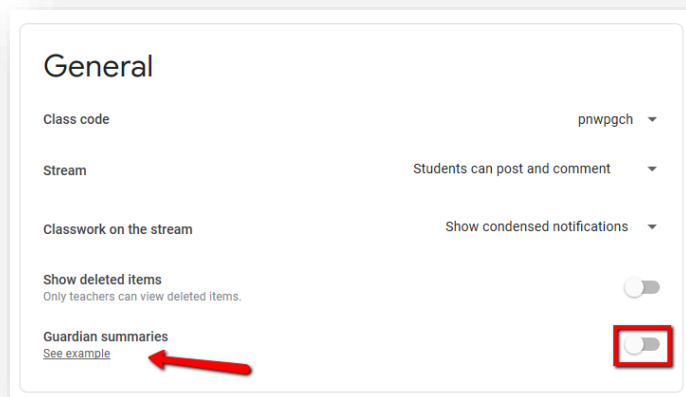 General
Class code
pnwpgch
Stream
Students can post and comment
Classwork on the stream
Show condensed notifications
Show deleted items
Only teachers can view deleted items.
Guardian summaries
See example